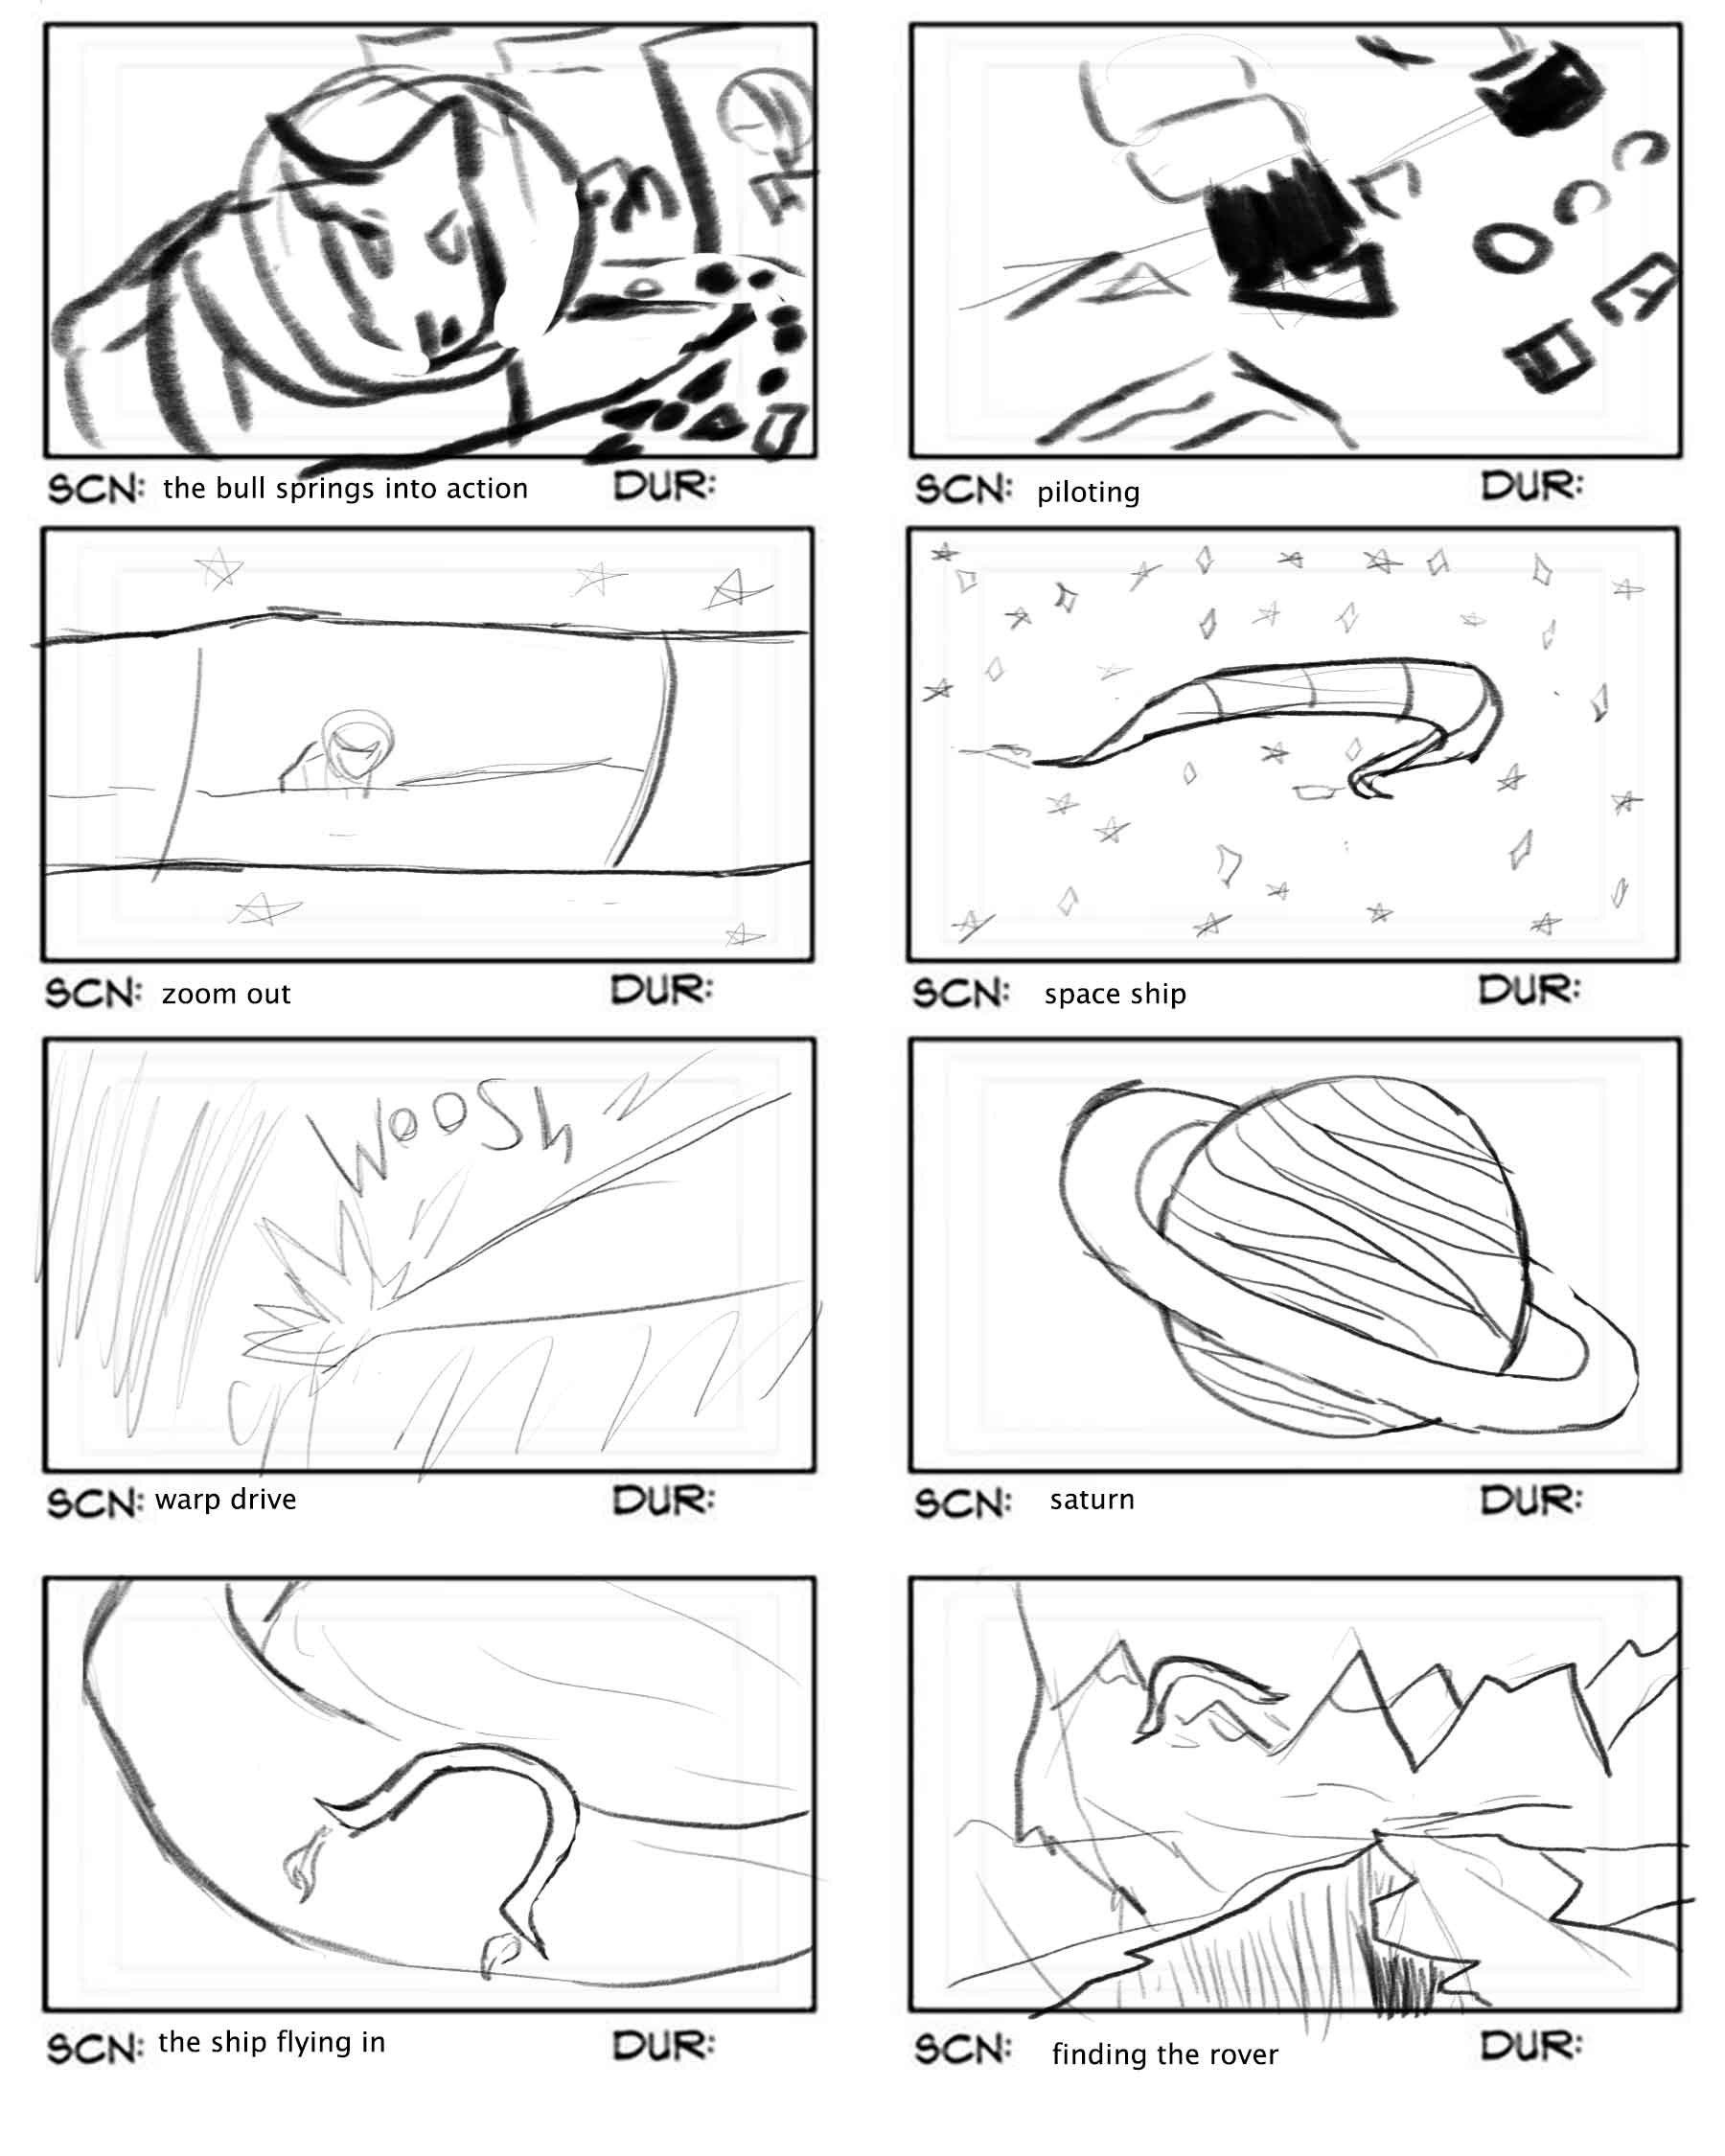 SCN: the bull springs into action DUR:
SCN: piloting DUR:
SCN: zoom out DUR:
SCN: space ship DUR:
WOOSh
SCN: warp drive DUR:
SCN: saturn DUR:
SCN: the ship flying in DUR:
SCN: finding the rover DUR: